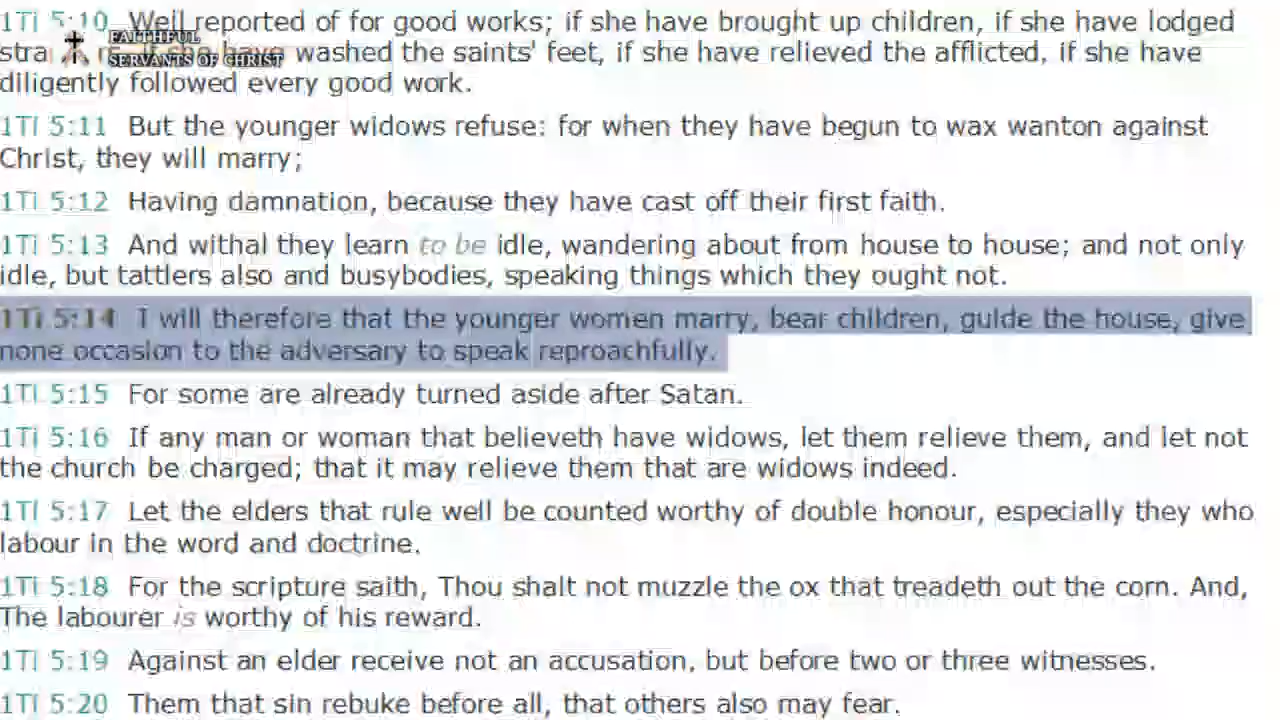 1Ti 5:10 Well reported of for good works; if she have brought up children, if she have lodged
FAITHFUL
SERVANTS OF CHRIST
if she have washed the saints' feet, if she have relieved the afflicted, if she have
diligently followed every good work.
1Ti 5:11 But the younger widows refuse: for when they have begun to wax wanton against
Christ, they will marry;
1Ti 5:12 Having damnation, because they have cast off their first faith.
1Ti 5:13 And withal they learn to be idle, wandering about from house to house; and not only
idle, but tattlers also and busybodies, speaking things which they ought not.
1Ti 5:14 I will therefore that the younger women marry, bear children, guide the house, give
none occasion to the adversary to speak reproachfully.
1Ti 5:15 For some are already turned aside after Satan.
1Ti 5:16 If any man or woman that believeth have widows, let them relieve them, and let not
the church be charged; that it may relieve them that are widows indeed.
1Ti 5:17 Let the elders that rule well be counted worthy of double honour, especially they who
labour in the word and doctrine.
1Ti 5:18 For the scripture saith, Thou shalt not muzzle the ox that treadeth out the corn. And,
The labourer is worthy of his reward.
1Ti 5:19 Against an elder receive not an accusation, but before two or three witnesses.
1Ti 5:20 Them that sin rebuke before all, that others also may fear.